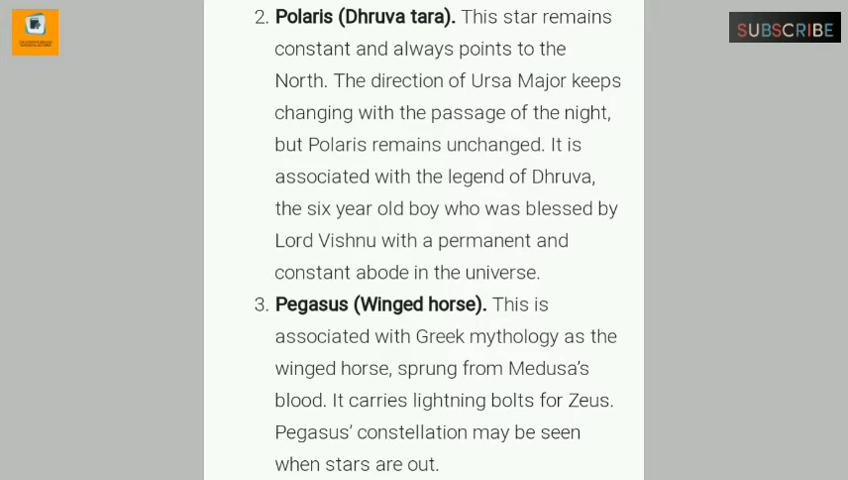 SUBSCRIBE
2. Polaris (Dhruva tara). This star remains
constant and always points to the
North. The direction of Ursa Major keeps
changing with the passage of the night,
but Polaris remains unchanged. It is
associated with the legend of Dhruva,
the six year old boy who was blessed by
Lord Vishnu with a permanent and
constant abode in the universe.
3. Pegasus (Winged horse). This is
associated with Greek mythology as the
winged horse, sprung from Medusa's
blood. It carries lightning bolts for Zeus.
Pegasus' constellation may be seen
when stars are out.